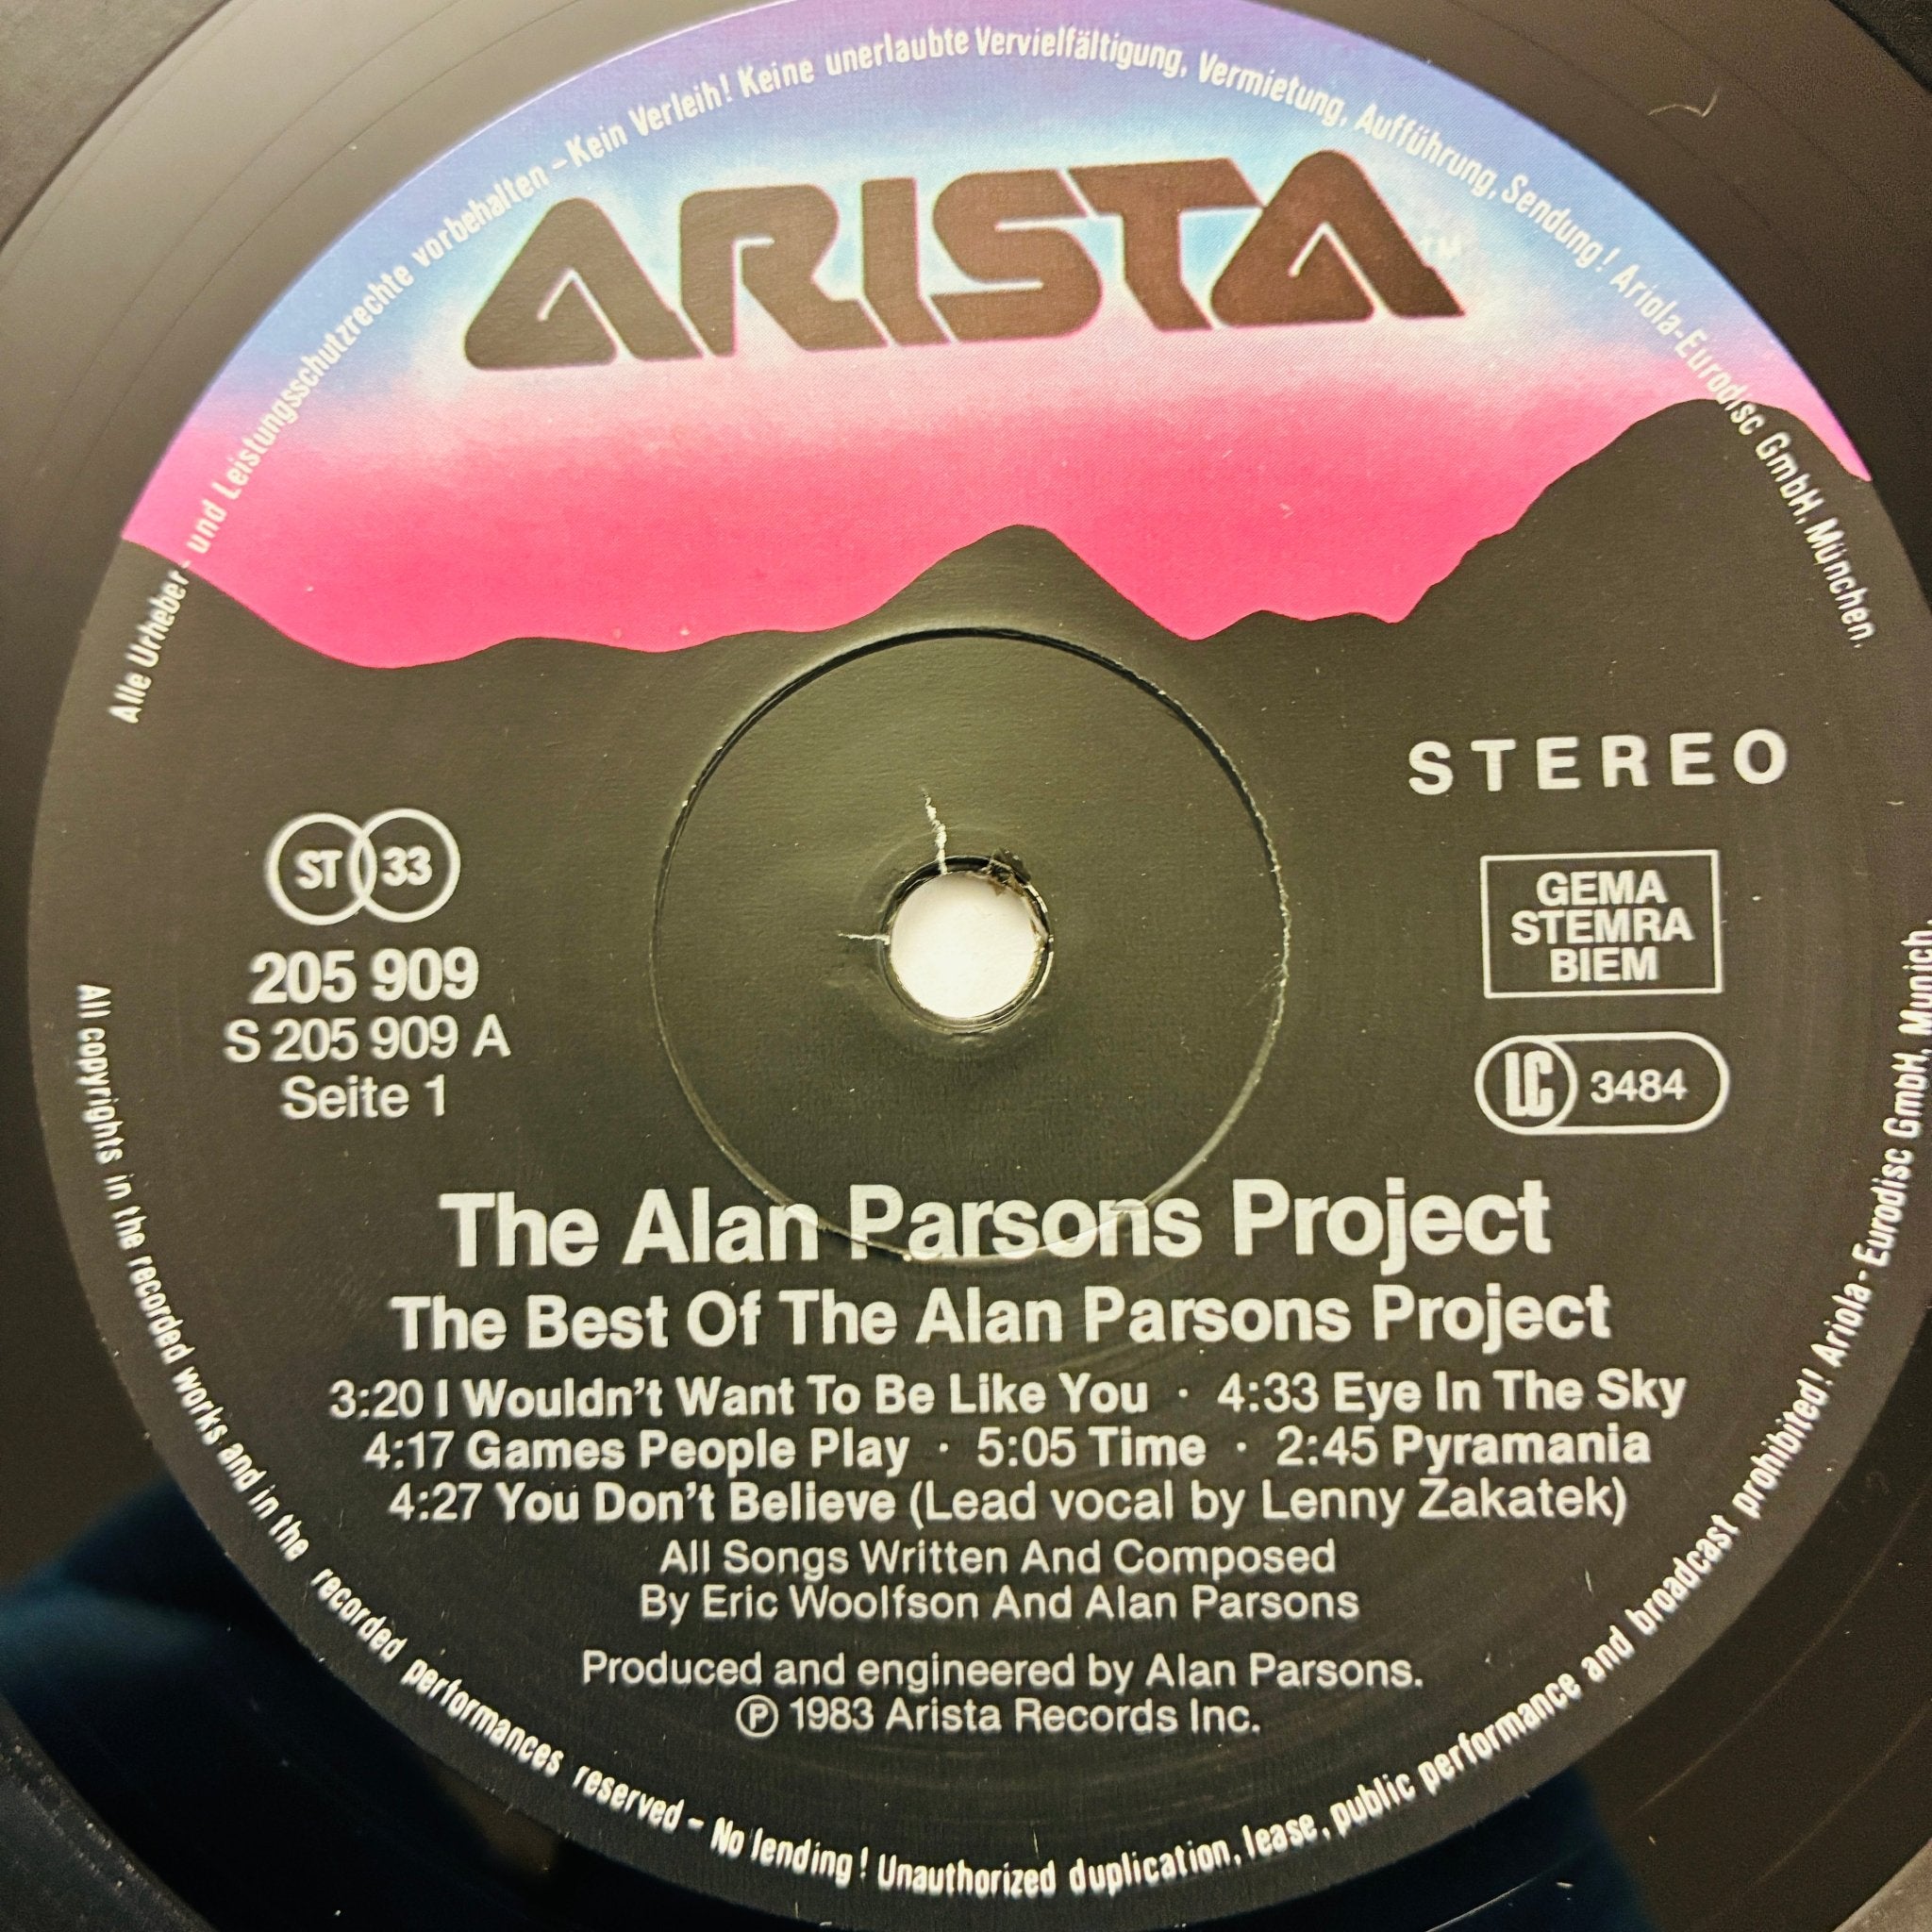 Alle Urheber- und Leistungsschutzrechte vorbehalten – Kein Verleih! Keine unerlaubte Vervielfältigung, Vermietung, Aufführung, Sendung! Ariola-Eurodisc GmbH, München.
ARISTA TM
STEREO
ST 33
205 909
S 205 909 A
Seite 1
GEMA
STEMRA
BIEM
LC 3484
The Alan Parsons Project
The Best Of The Alan Parsons Project
3:20 I Wouldn't Want To Be Like You · 4:33 Eye In The Sky
4:17 Games People Play · 5:05 Time · 2:45 Pyramania
4:27 You Don't Believe (Lead vocal by Lenny Zakatek)
All Songs Written And Composed
By Eric Woolfson And Alan Parsons
Produced and engineered by Alan Parsons.
℗ 1983 Arista Records Inc.
All copyrights in the recorded works and in the recorded performances reserved – No lending! Unauthorized duplication, lease, public performance and broadcast prohibited! Ariola-Eurodisc GmbH, Munich.